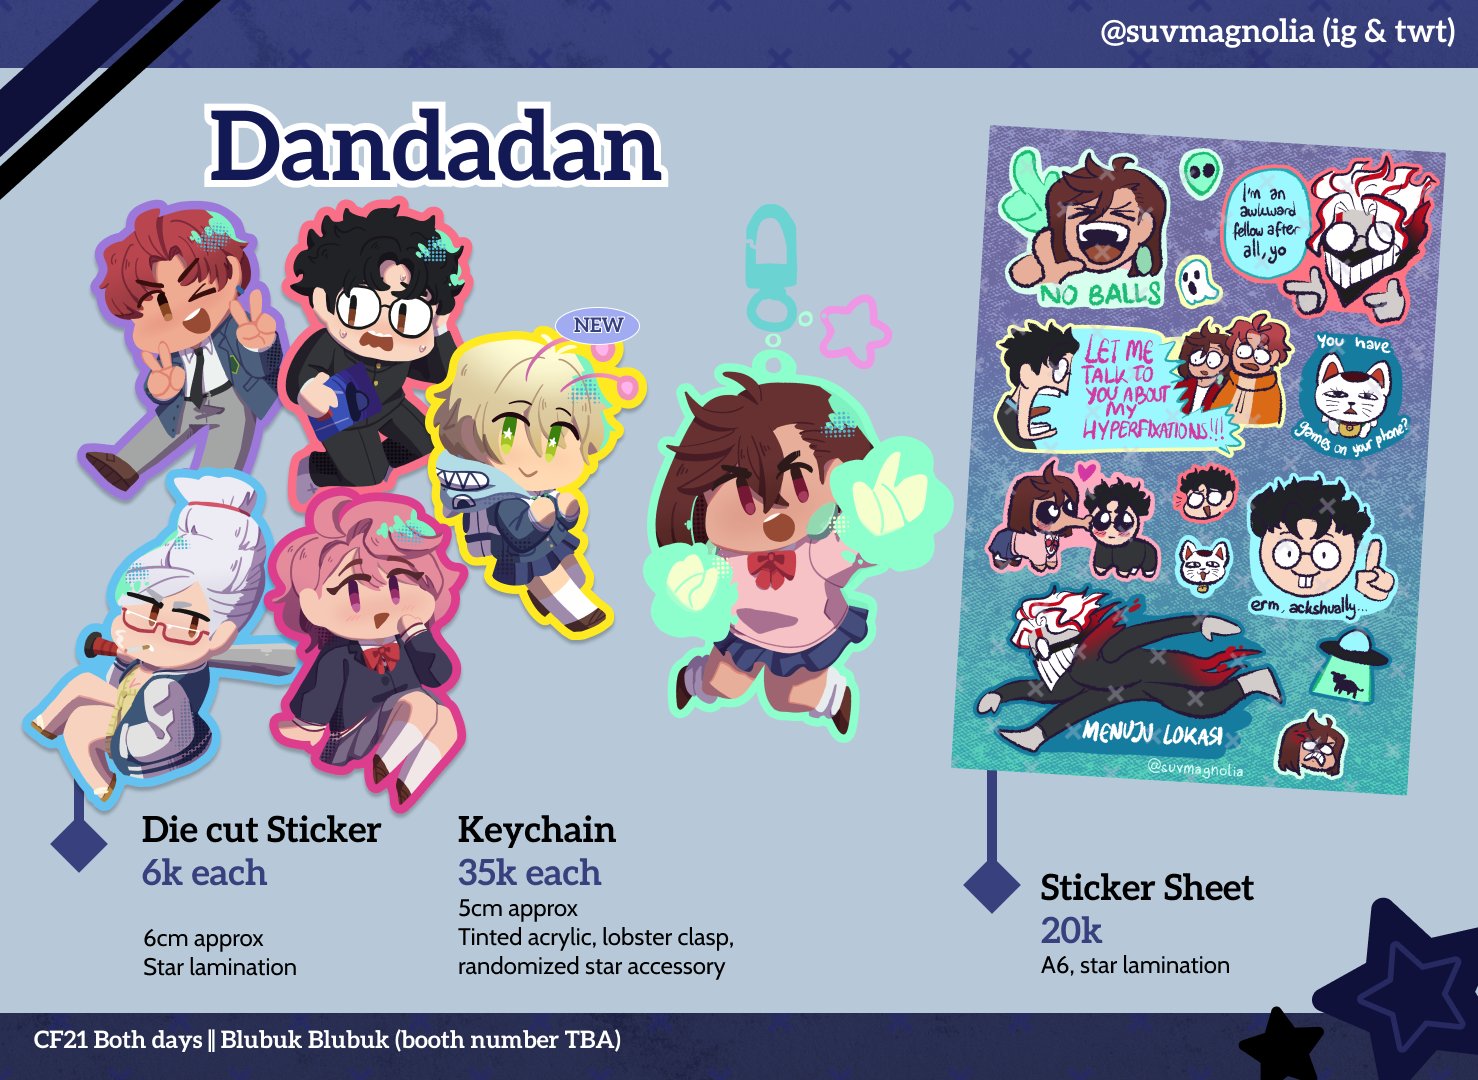 @suvmagnolia (ig & twt)
Dandadan
NEW
NO BALLS
I'm an
awkward
fellow after
all, yo
LET ME
TALK TO
YOU ABOUT
MY
HYPERFIXATIONS!!!
You have
games on your phone?
erm, ackshually...
MENUJU LOKASI
@suvmagnolia
Die cut Sticker
6k each
6cm approx
Star lamination
Keychain
35k each
5cm approx
Tinted acrylic, lobster clasp,
randomized star accessory
Sticker Sheet
20k
A6, star lamination
CF21 Both days || Blubuk Blubuk (booth number TBA)